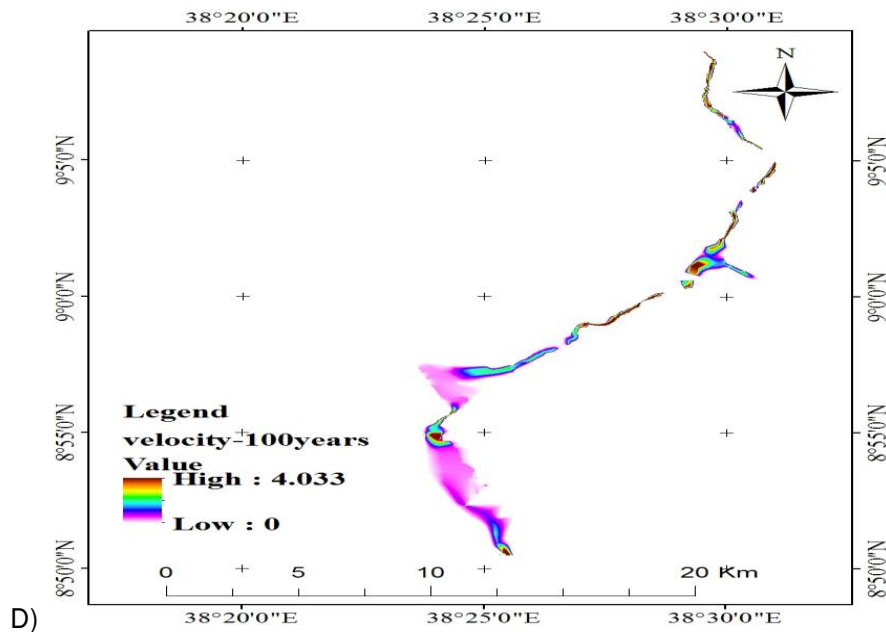 38°20'0"E 38°25'0"E 38°30'0"E
N
9°5'0"N 9°5'0"N
9°0'0"N 9°0'0"N
8°55'0"N 8°55'0"N
Legend
velocity-100years
Value
High : 4.033
Low : 0
8°50'0"N 8°50'0"N
0 5 10 20 Km
38°20'0"E 38°25'0"E 38°30'0"E
D)